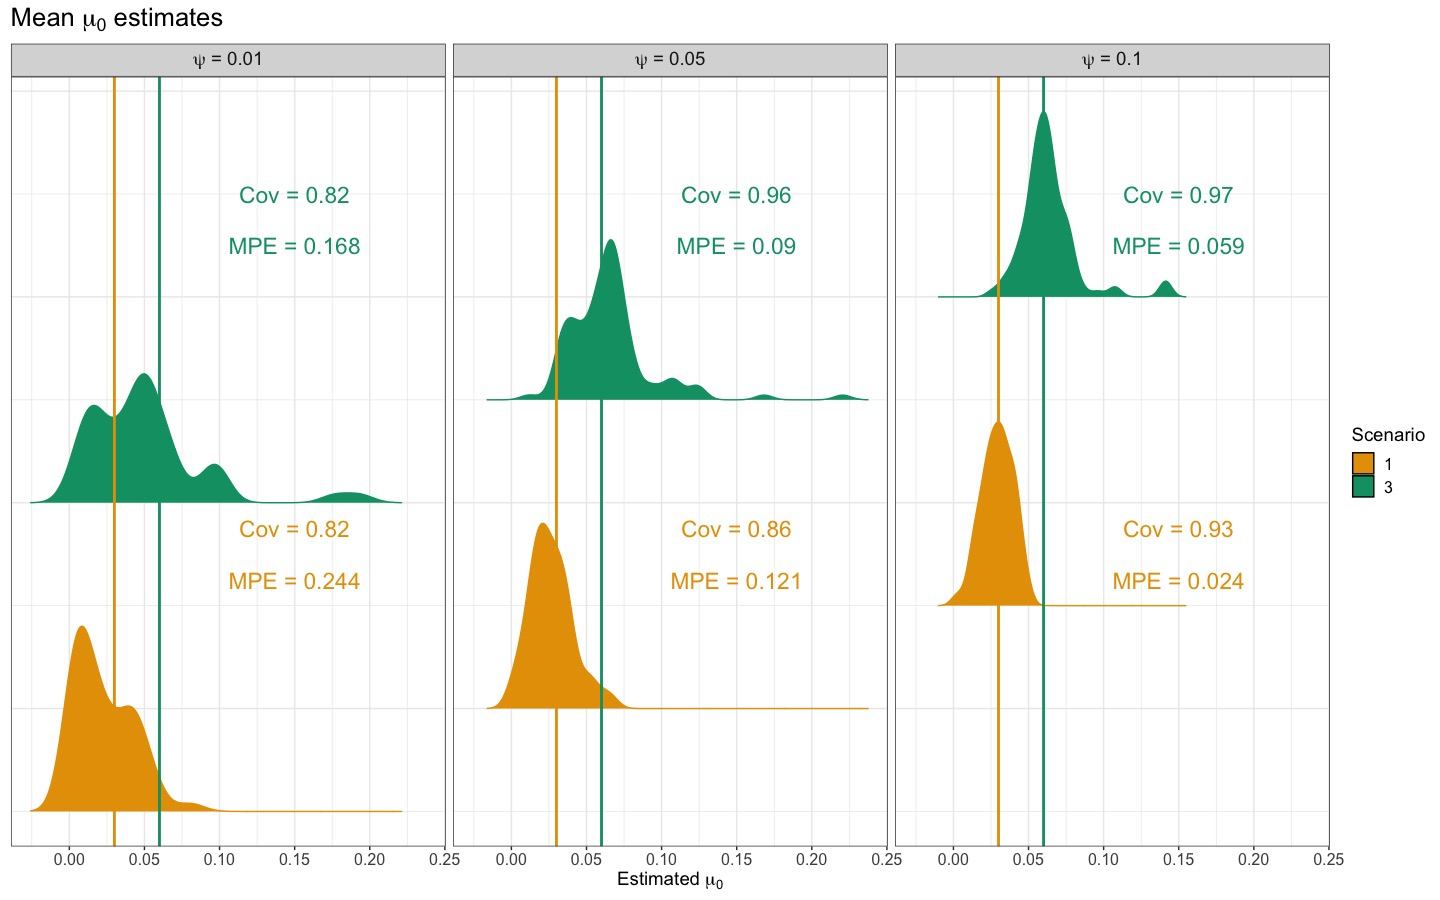 Mean μ0 estimates
ψ = 0.01
ψ = 0.05
ψ = 0.1
Cov = 0.82
MPE = 0.168
Cov = 0.82
MPE = 0.244
Cov = 0.96
MPE = 0.09
Cov = 0.86
MPE = 0.121
Cov = 0.97
MPE = 0.059
Cov = 0.93
MPE = 0.024
0.00 0.05 0.10 0.15 0.20 0.25
0.00 0.05 0.10 0.15 0.20 0.25
0.00 0.05 0.10 0.15 0.20 0.25
Estimated μ0
Scenario
1
3